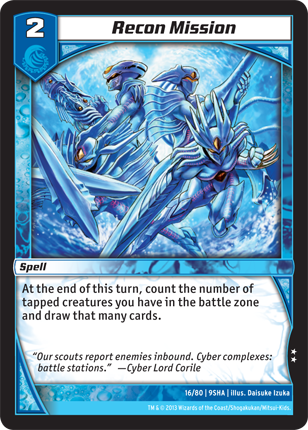 2
Recon Mission
Spell
At the end of this turn, count the number of
tapped creatures you have in the battle zone
and draw that many cards.
“Our scouts report enemies inbound. Cyber complexes:
battle stations.” —Cyber Lord Corile
16/80 | 9SHA | illus. Daisuke Izuka
TM & © 2013 Wizards of the Coast/Shogakukan/Mitsui-Kids